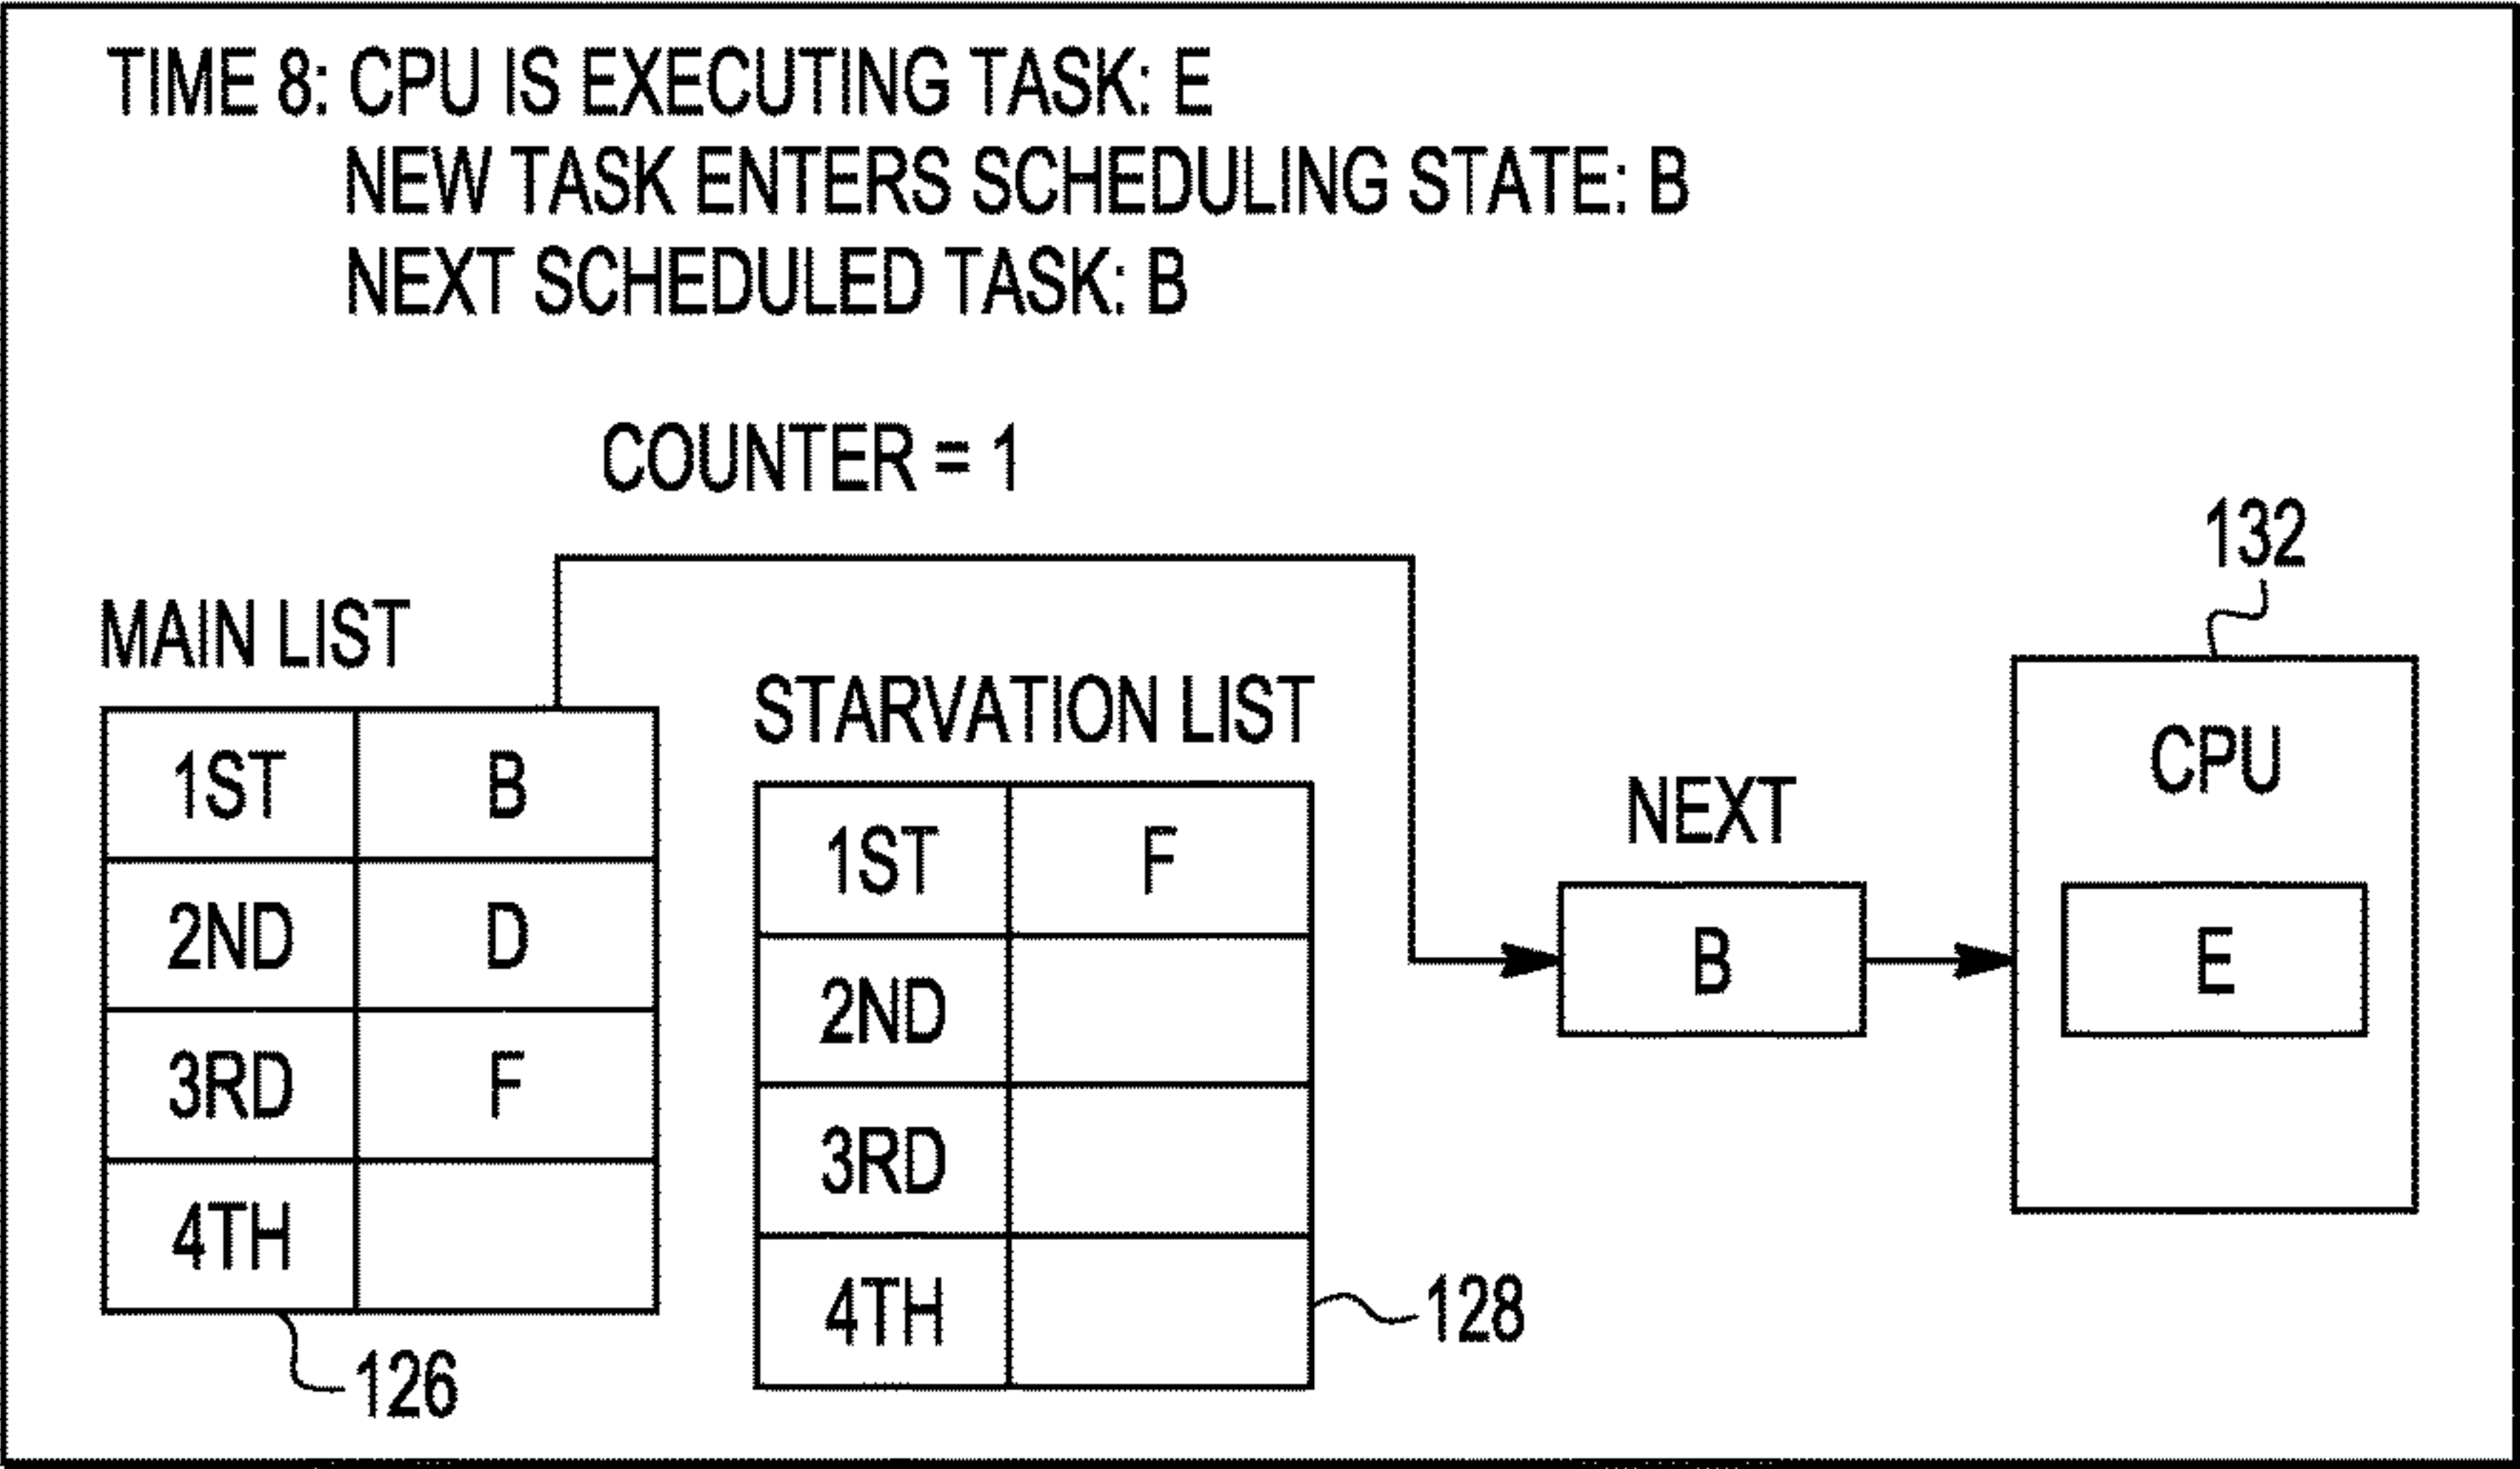 TIME 8: CPU IS EXECUTING TASK: E
NEW TASK ENTERS SCHEDULING STATE: B
NEXT SCHEDULED TASK: B
COUNTER = 1
MAIN LIST
1ST B
2ND D
3RD F
4TH
126
STARVATION LIST
1ST F
2ND
3RD
4TH
128
NEXT
B
132
CPU
E